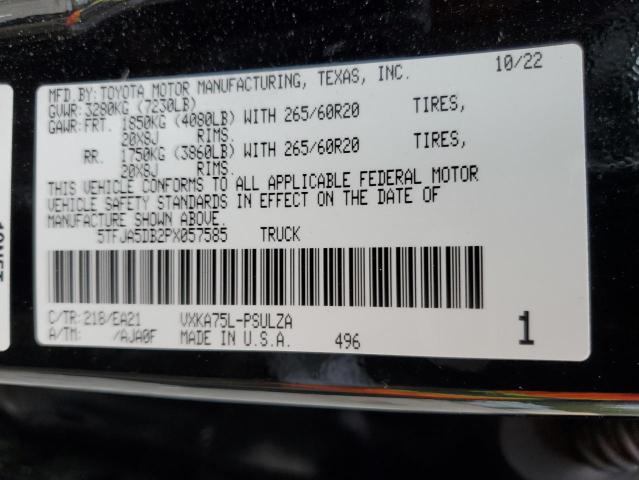 MFD.BY: TOYOTA MOTOR MANUFACTURING, TEXAS, INC. 10/22
GVWR: 3280KG (7230LB)
GAWR: FRT. 1850KG (4080LB) WITH 265/60R20 TIRES,
20X8J RIMS.
RR. 1750KG (3860LB) WITH 265/60R20 TIRES,
20X8J RIMS.
THIS VEHICLE CONFORMS TO ALL APPLICABLE FEDERAL MOTOR
VEHICLE SAFETY STANDARDS IN EFFECT ON THE DATE OF
MANUFACTURE SHOWN ABOVE.
5TFJA5DB2PX057585 TRUCK
C/TR: 218/EA21 VXKA75L-PSULZA
A/TM: /AJA0F MADE IN U.S.A. 496 1